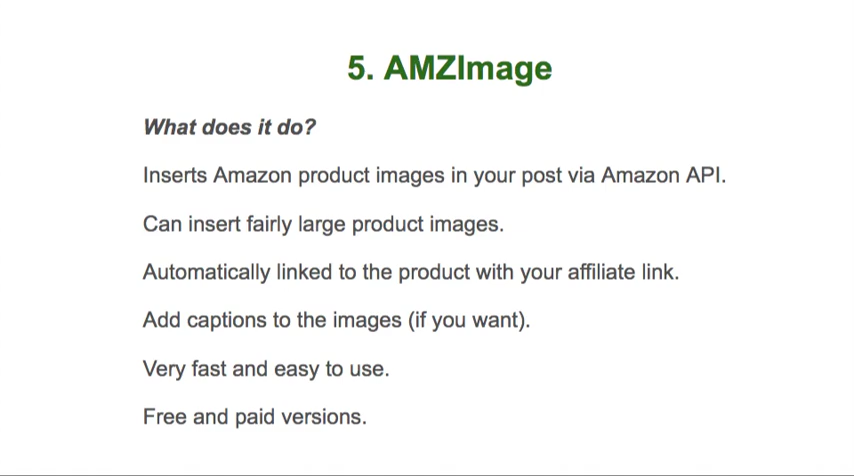 5. AMZImage
What does it do?
Inserts Amazon product images in your post via Amazon API.
Can insert fairly large product images.
Automatically linked to the product with your affiliate link.
Add captions to the images (if you want).
Very fast and easy to use.
Free and paid versions.